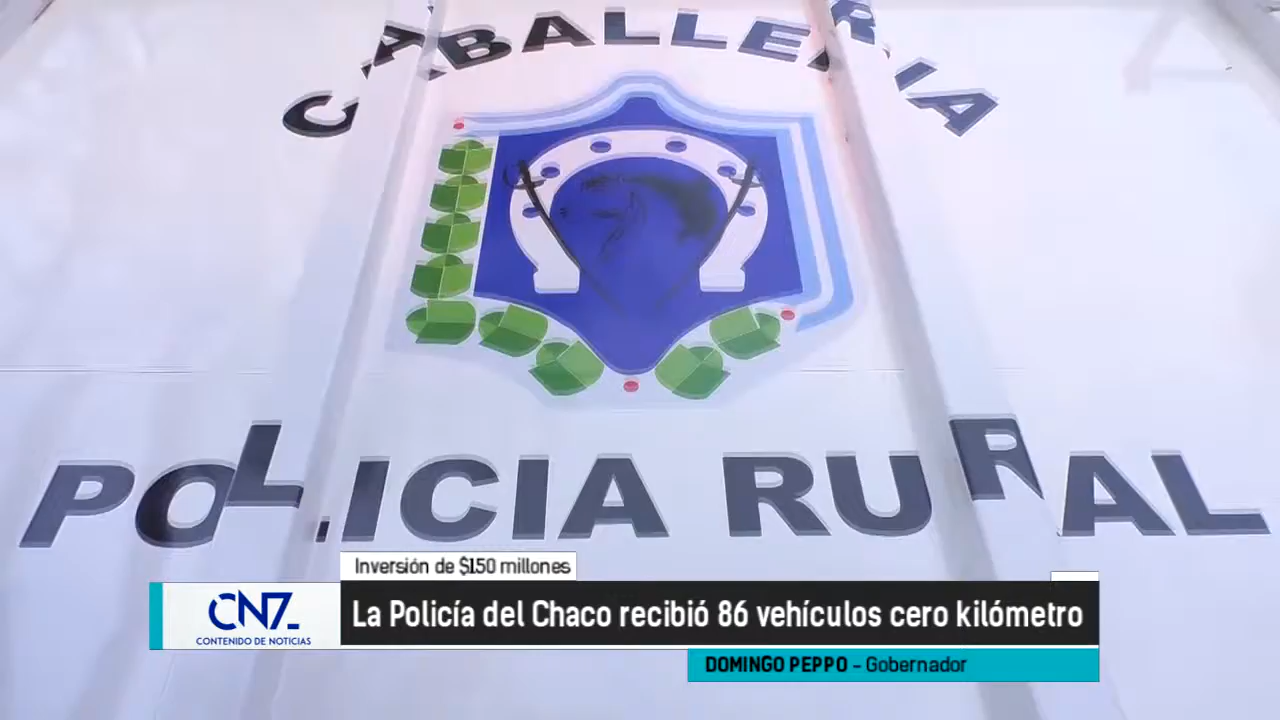 CABALLERIA
POLICIA RURAL
Inversión de $150 millones
CN7
CONTENIDO DE NOTICIAS
La Policía del Chaco recibió 86 vehículos cero kilómetro
DOMINGO PEPPO - Gobernador